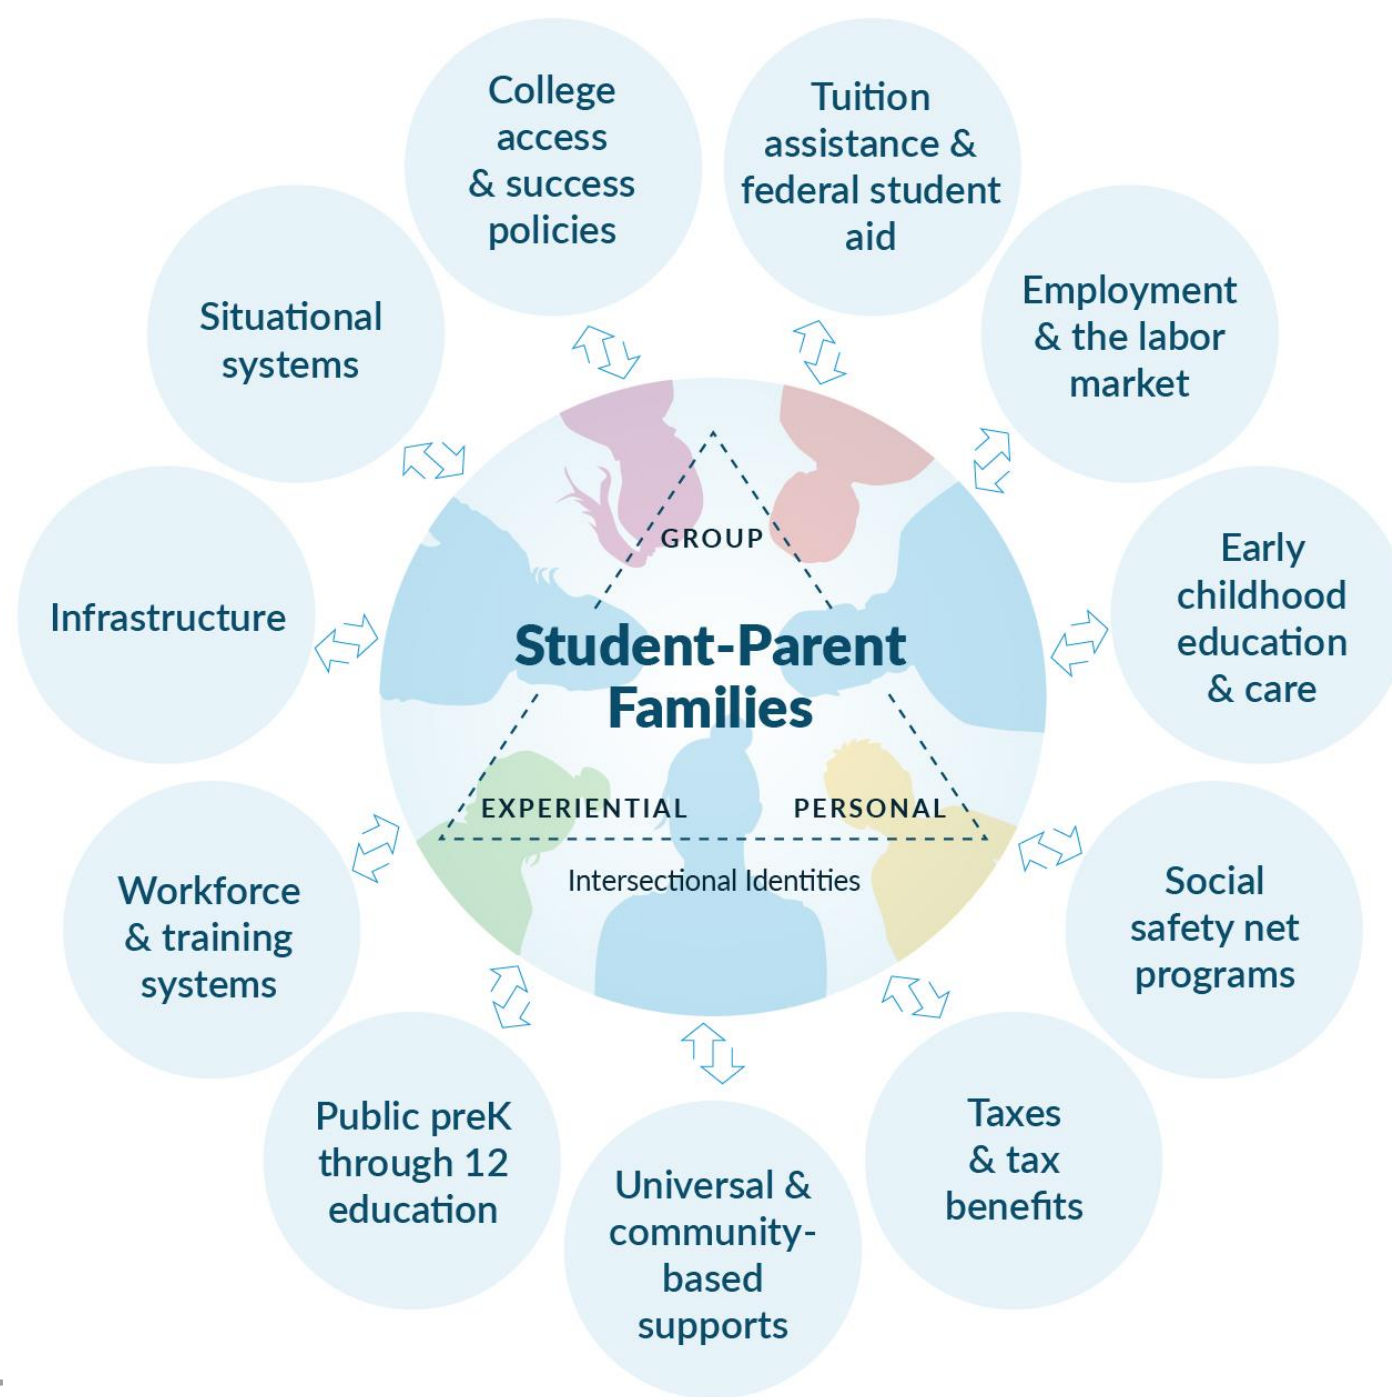 College
access
& success
policies
Tuition
assistance &
federal student
aid
Employment
& the labor
market
Early
childhood
education
& care
Social
safety net
programs
Taxes
& tax
benefits
Universal &
community-
based
supports
Public preK
through 12
education
Workforce
& training
systems
Infrastructure
Situational
systems
GROUP
Student-Parent
Families
EXPERIENTIAL
PERSONAL
Intersectional Identities